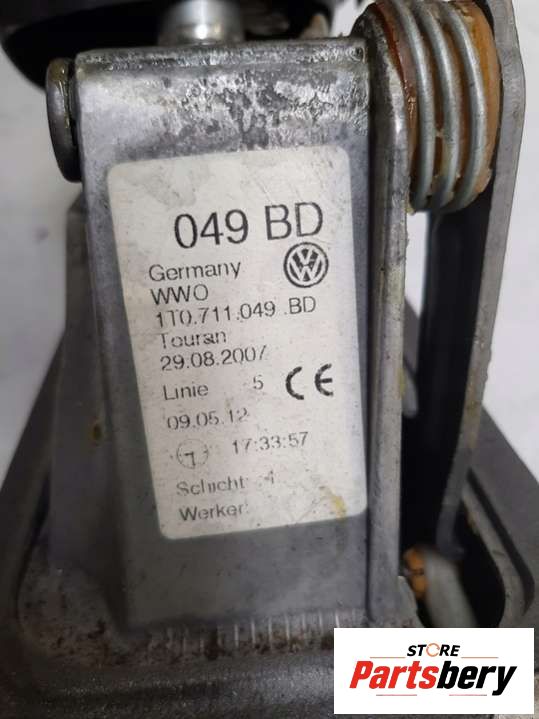 049 BD
Germany
WWO
1T0.711.049 .BD
Touran
29.08.2007
Linie 5 CE
09.05.12
17:33:57
Schicht 4
Werker:
STORE
Partsbery